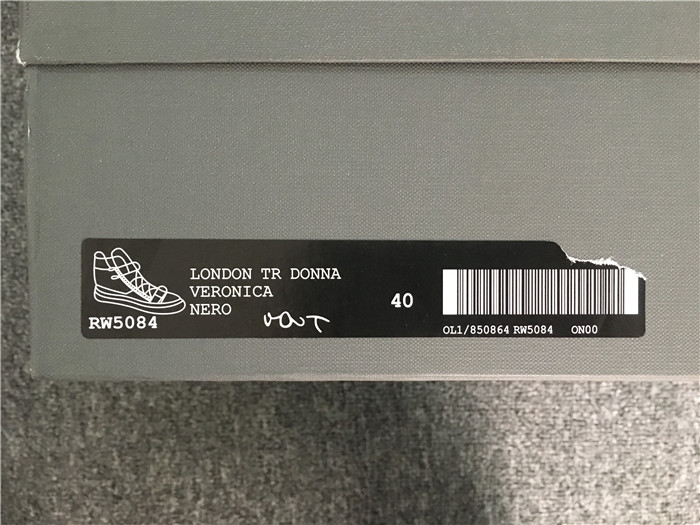 LONDON TR DONNA
VERONICA
NERO
RW5084
40
OL1/850864 RW5084 ON00